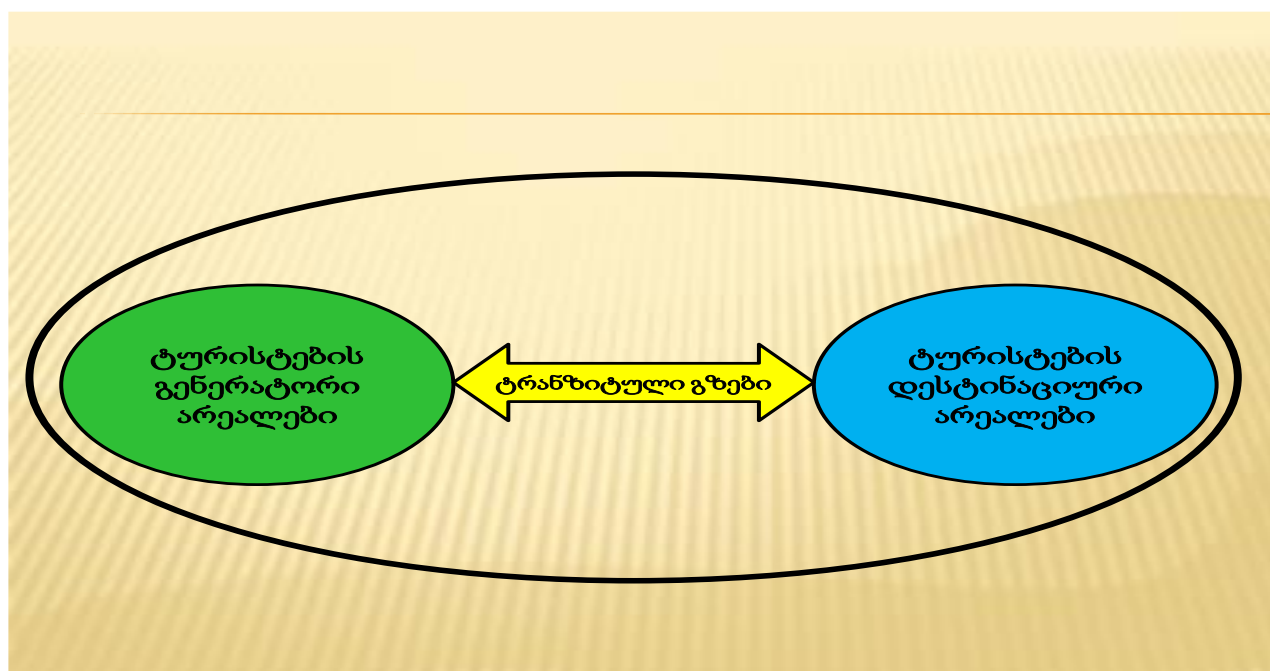 ტურისტების
გენერატორი
არეალები
ტრანზიტული გზები
ტურისტების
დესტინაციური
არეალები